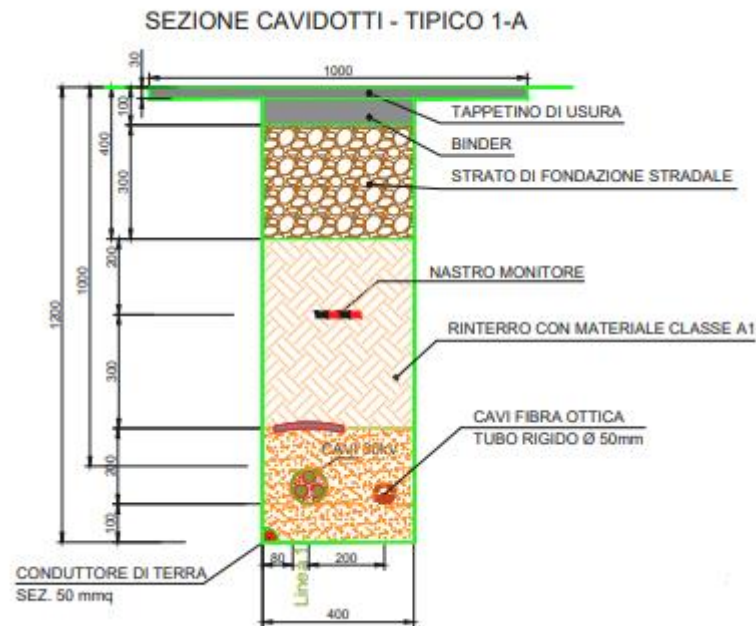 SEZIONE CAVIDOTTI - TIPICO 1-A
30
1000
100
TAPPETINO DI USURA
BINDER
400
300
STRATO DI FONDAZIONE STRADALE
200
NASTRO MONITORE
1000
1200
300
RINTERRO CON MATERIALE CLASSE A1
CAVI FIBRA OTTICA
TUBO RIGIDO Ø 50mm
CAVI 30kV
200
100
80
200
Linea 1
CONDUTTORE DI TERRA
SEZ. 50 mmq
400